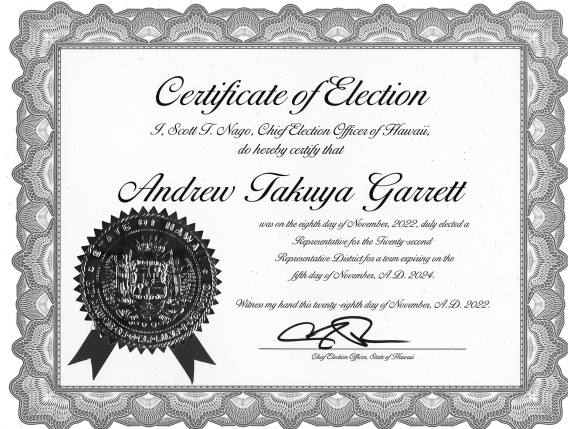 Certificate of Election
I, Scott T. Nago, Chief Election Officer of Hawaii,
do hereby certify that
Andrew Takuya Garrett
was on the eighth day of November, 2022, duly elected a
Representative for the Twenty-second
Representative District for a term expiring on the
fifth day of November, A.D. 2024.
Witness my hand this twenty-eighth day of November, A.D. 2022.
Chief Election Officer, State of Hawaii
STATE OF HAWAII